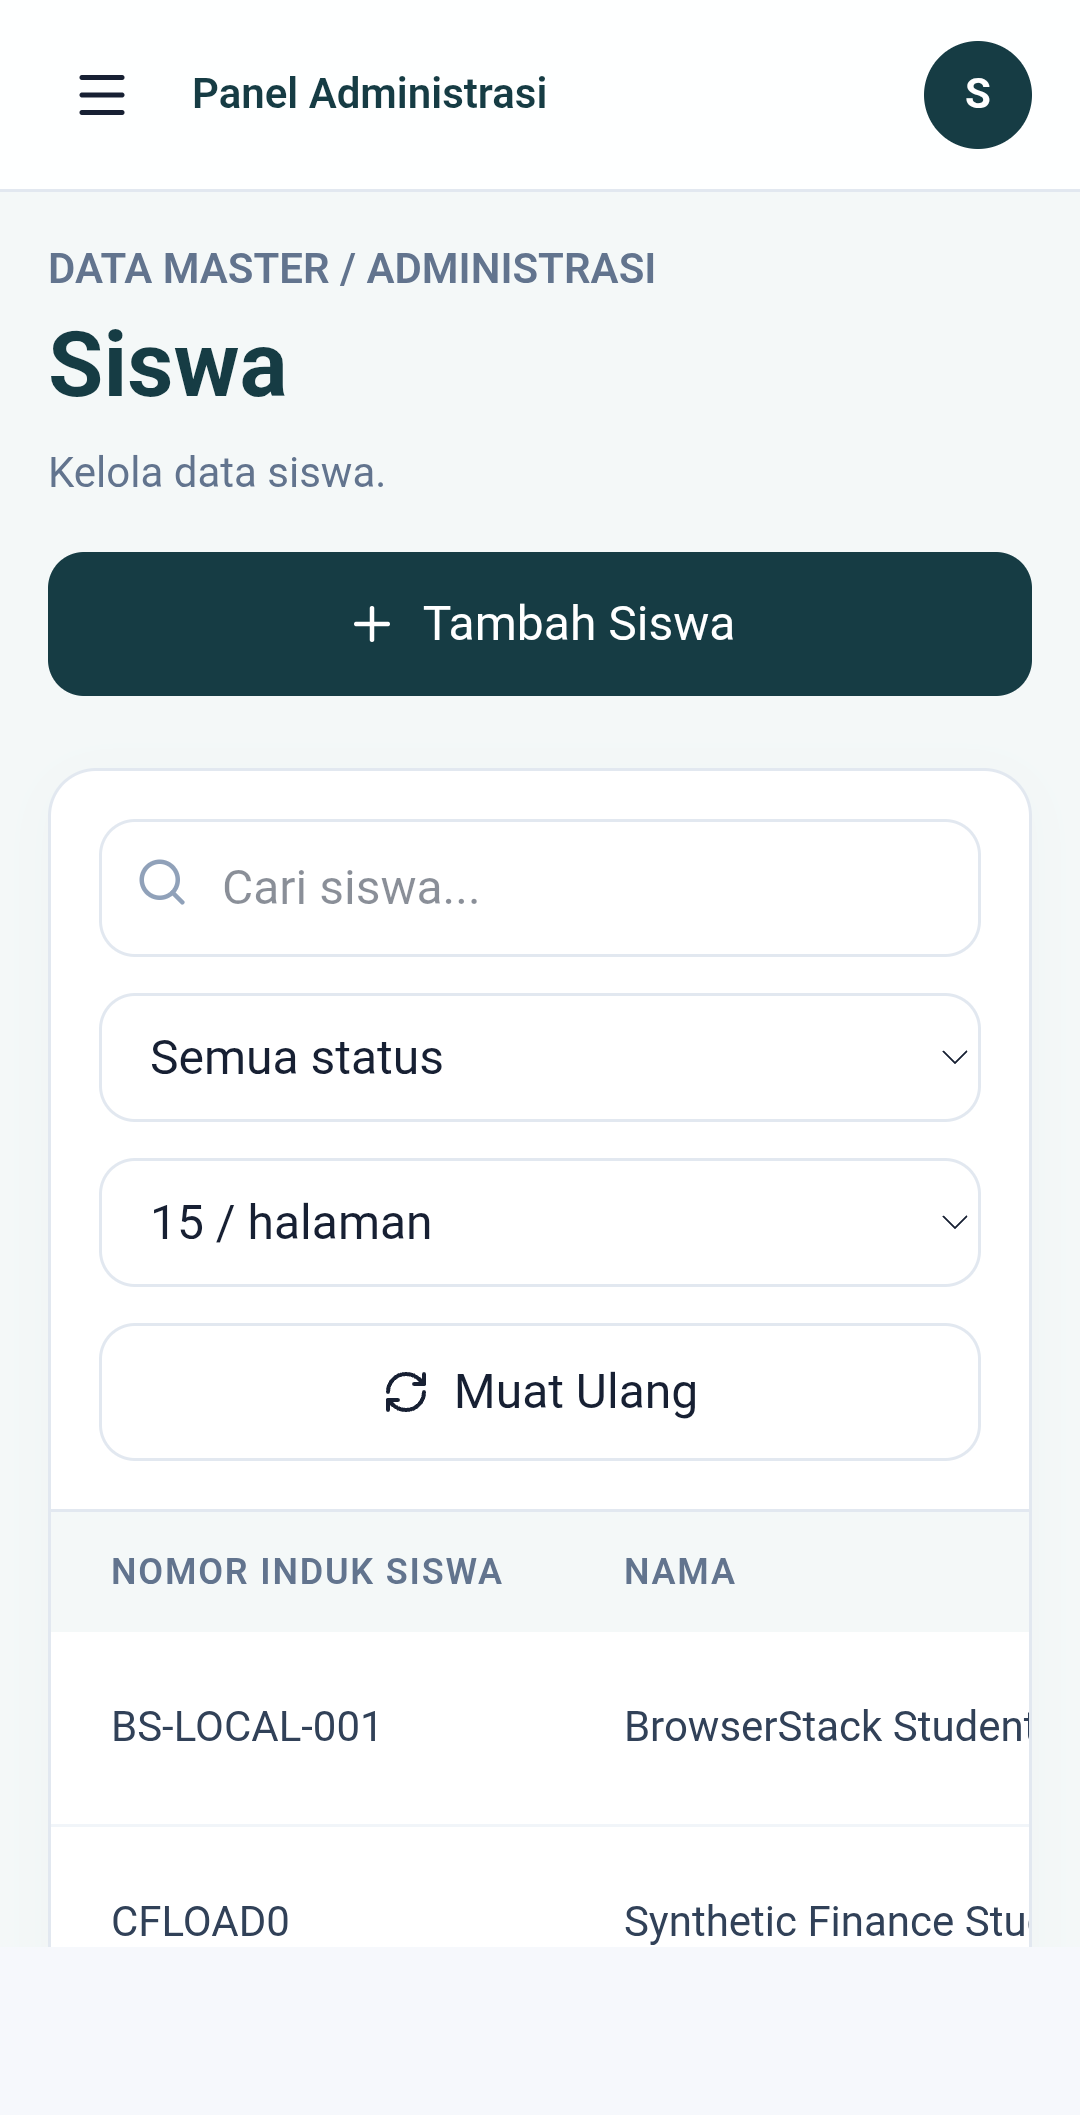 Panel Administrasi
S
DATA MASTER / ADMINISTRASI
Siswa
Kelola data siswa.
+ Tambah Siswa
Cari siswa...
Semua status
15 / halaman
Muat Ulang
NOMOR INDUK SISWA NAMA
BS-LOCAL-001 BrowserStack Student
CFLOAD0 Synthetic Finance